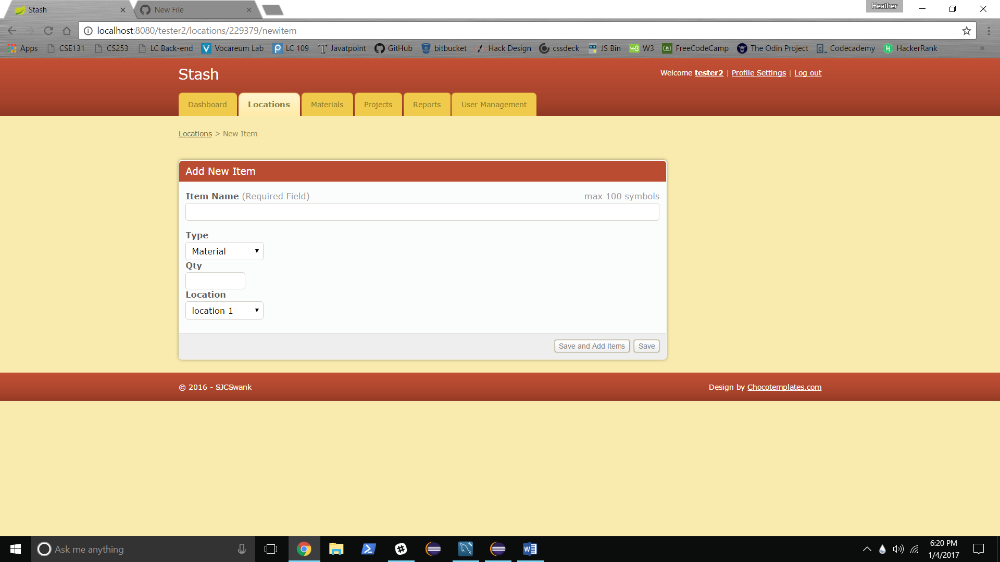 Stash
New File
Heather
localhost:8080/tester2/locations/229379/newitem
Apps CSE131 CS253 LC Back-end Vocareum Lab LC 109 Javatpoint GitHub bitbucket Hack Design cssdeck JS Bin W3 FreeCodeCamp The Odin Project Codecademy HackerRank »
Stash
Welcome tester2 | Profile Settings | Log out
Dashboard Locations Materials Projects Reports User Management
Locations > New Item
Add New Item
Item Name (Required Field) max 100 symbols
Type
Material
Qty
Location
location 1
Save and Add Items Save
© 2016 - SJCSwank
Design by Chocotemplates.com
Ask me anything
6:20 PM
1/4/2017